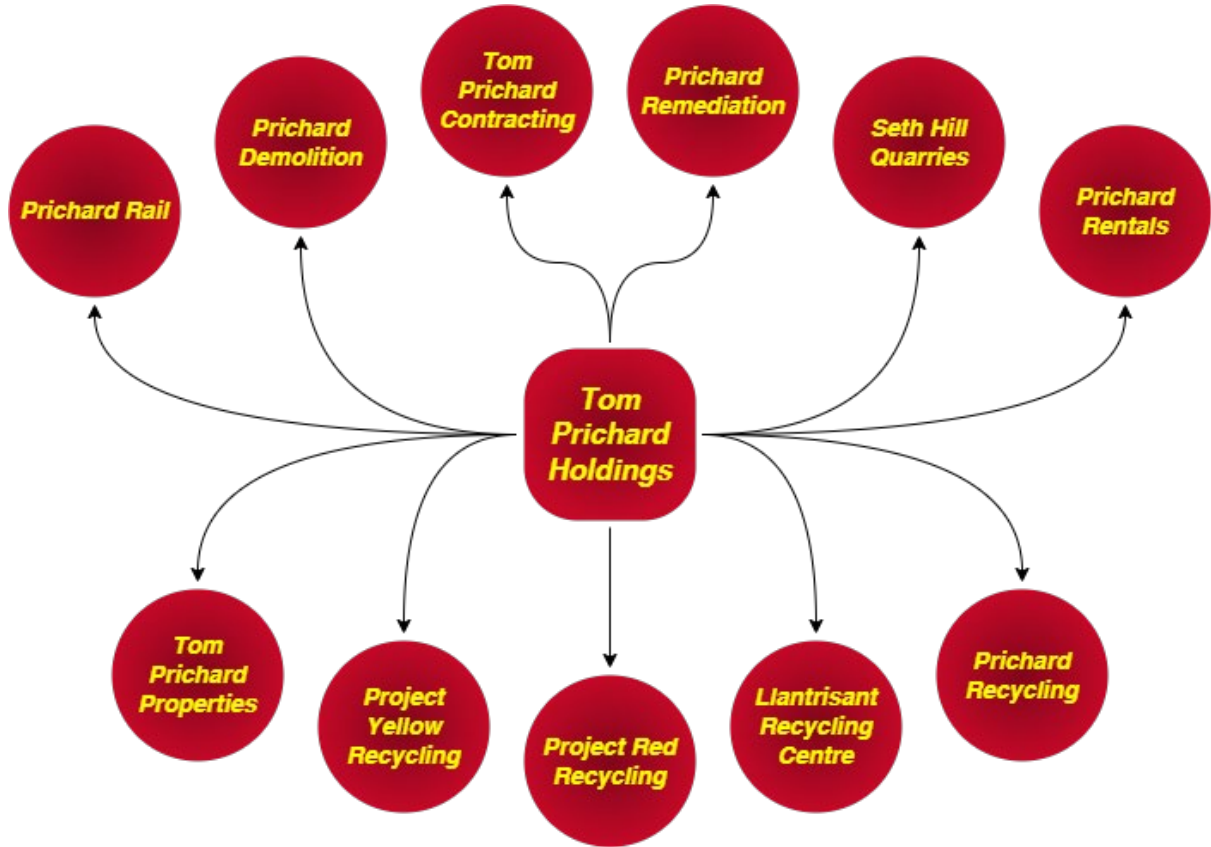 Tom
Prichard
Contracting
Prichard
Remediation
Prichard
Demolition
Seth Hill
Quarries
Prichard Rail
Prichard
Rentals
Tom
Prichard
Holdings
Tom
Prichard
Properties
Project
Yellow
Recycling
Project Red
Recycling
Llantrisant
Recycling
Centre
Prichard
Recycling